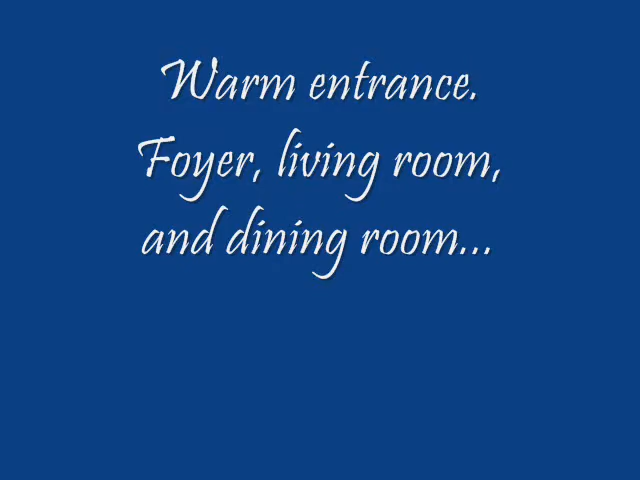 Warm entrance.
Foyer, living room,
and dining room...